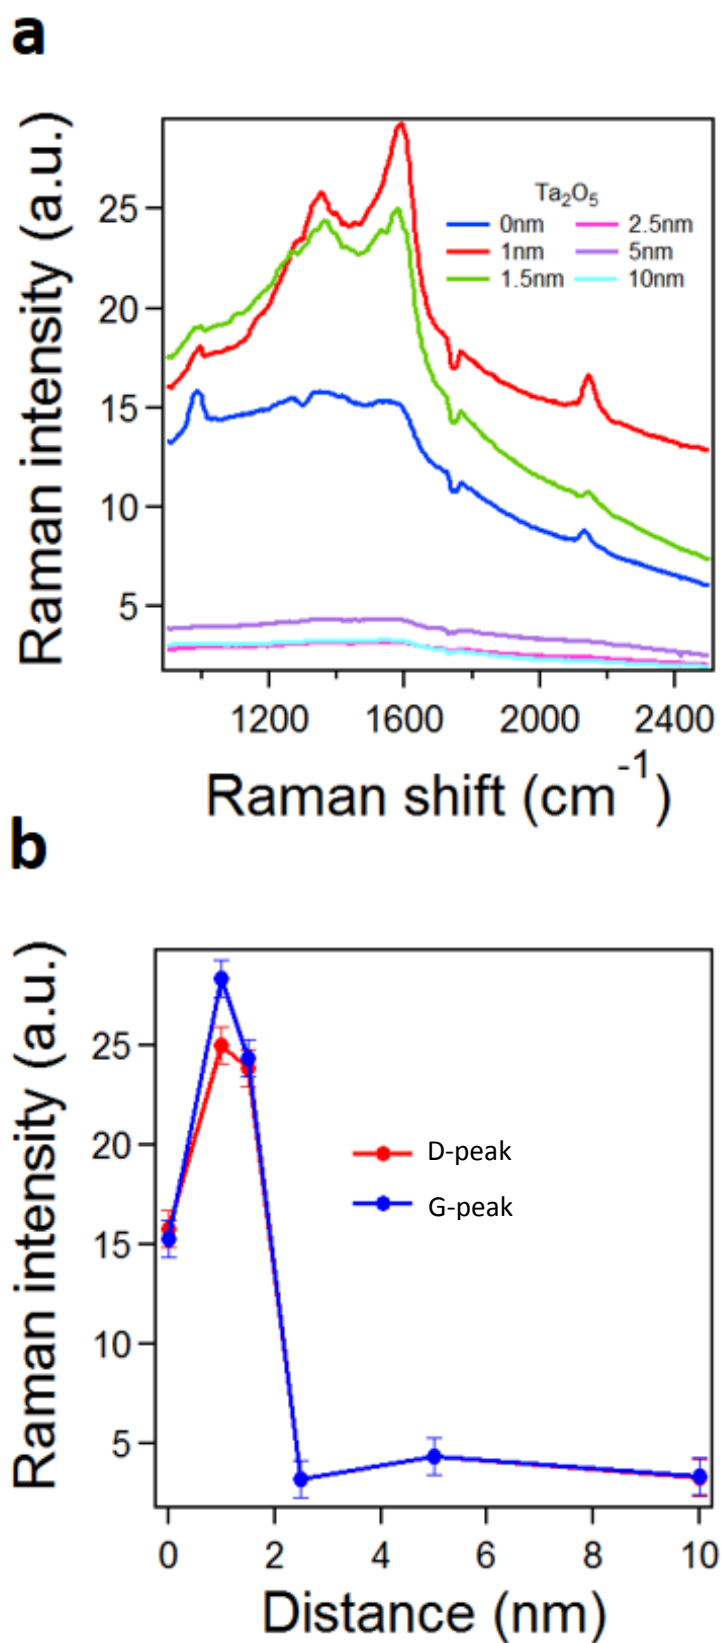 a
Raman intensity (a.u.)
25
20
15
10
5
Ta₂O₅
0nm 2.5nm
1nm 5nm
1.5nm 10nm
1200 1600 2000 2400
Raman shift (cm⁻¹)
b
Raman intensity (a.u.)
25
20
15
10
5
D-peak
G-peak
0 2 4 6 8 10
Distance (nm)